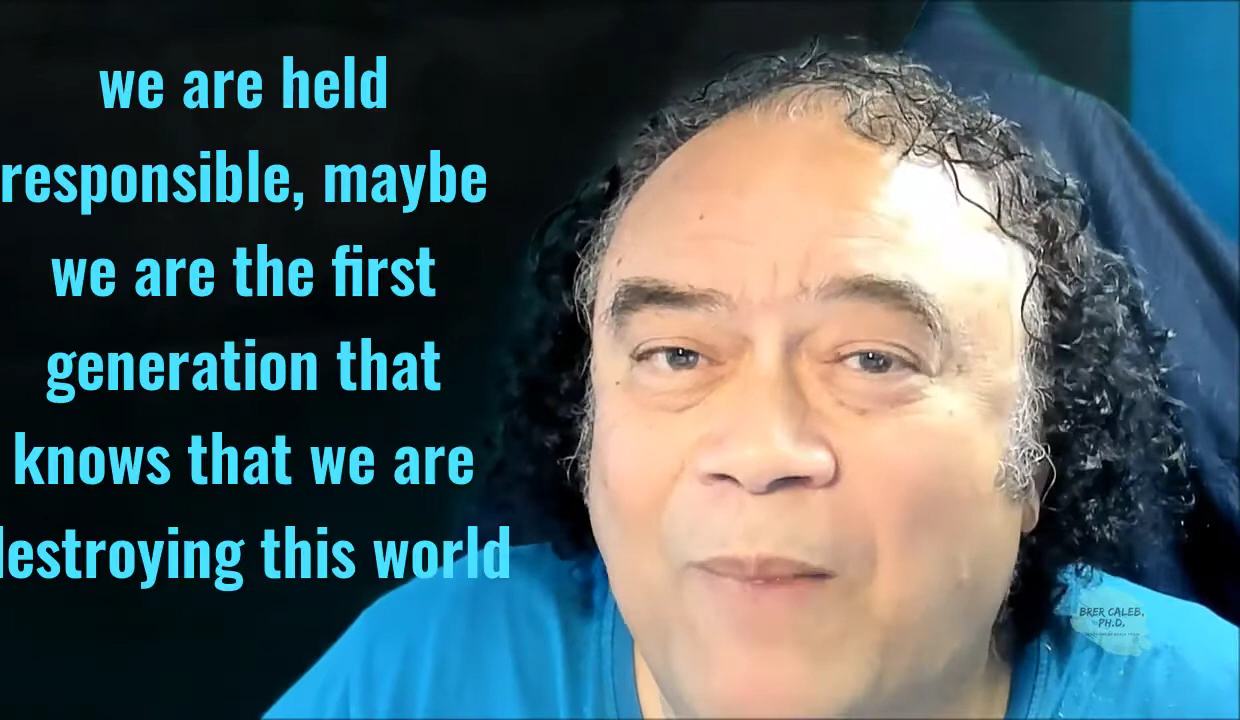 we are held
responsible, maybe
we are the first
generation that
knows that we are
destroying this world
BRER CALEB,
PH.D,